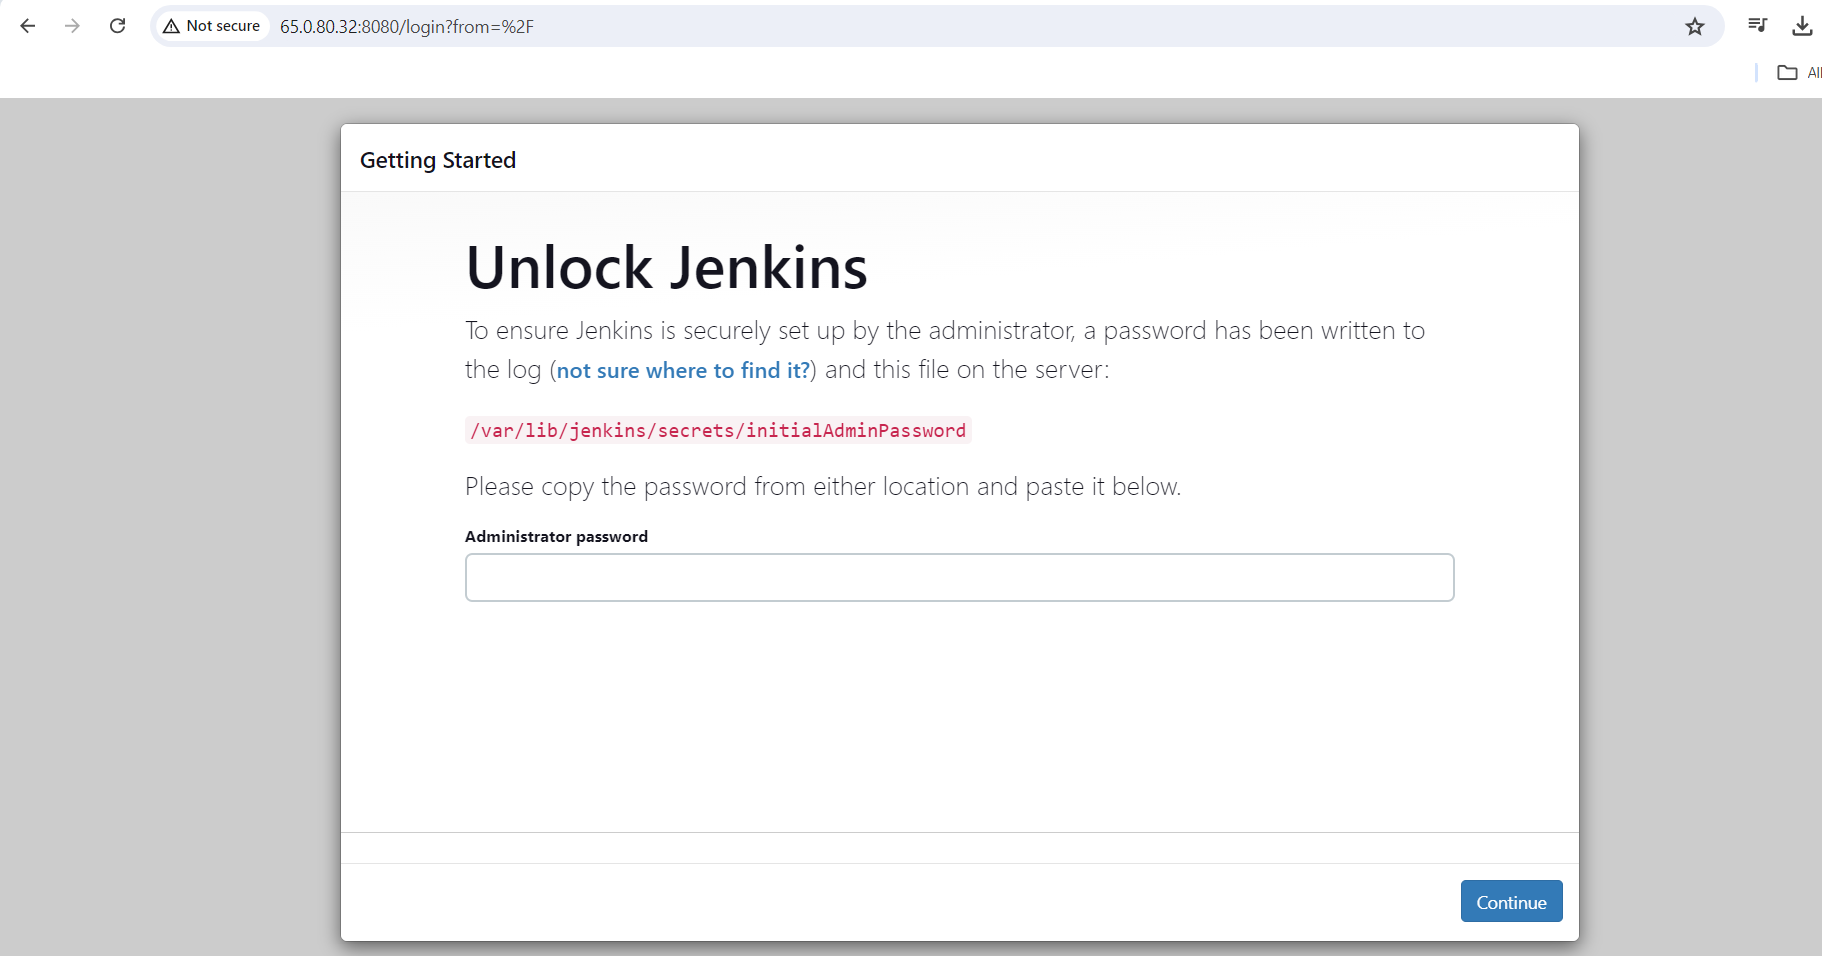 Not secure 65.0.80.32:8080/login?from=%2F
All
Getting Started
Unlock Jenkins
To ensure Jenkins is securely set up by the administrator, a password has been written to
the log (not sure where to find it?) and this file on the server:
/var/lib/jenkins/secrets/initialAdminPassword
Please copy the password from either location and paste it below.
Administrator password
Continue